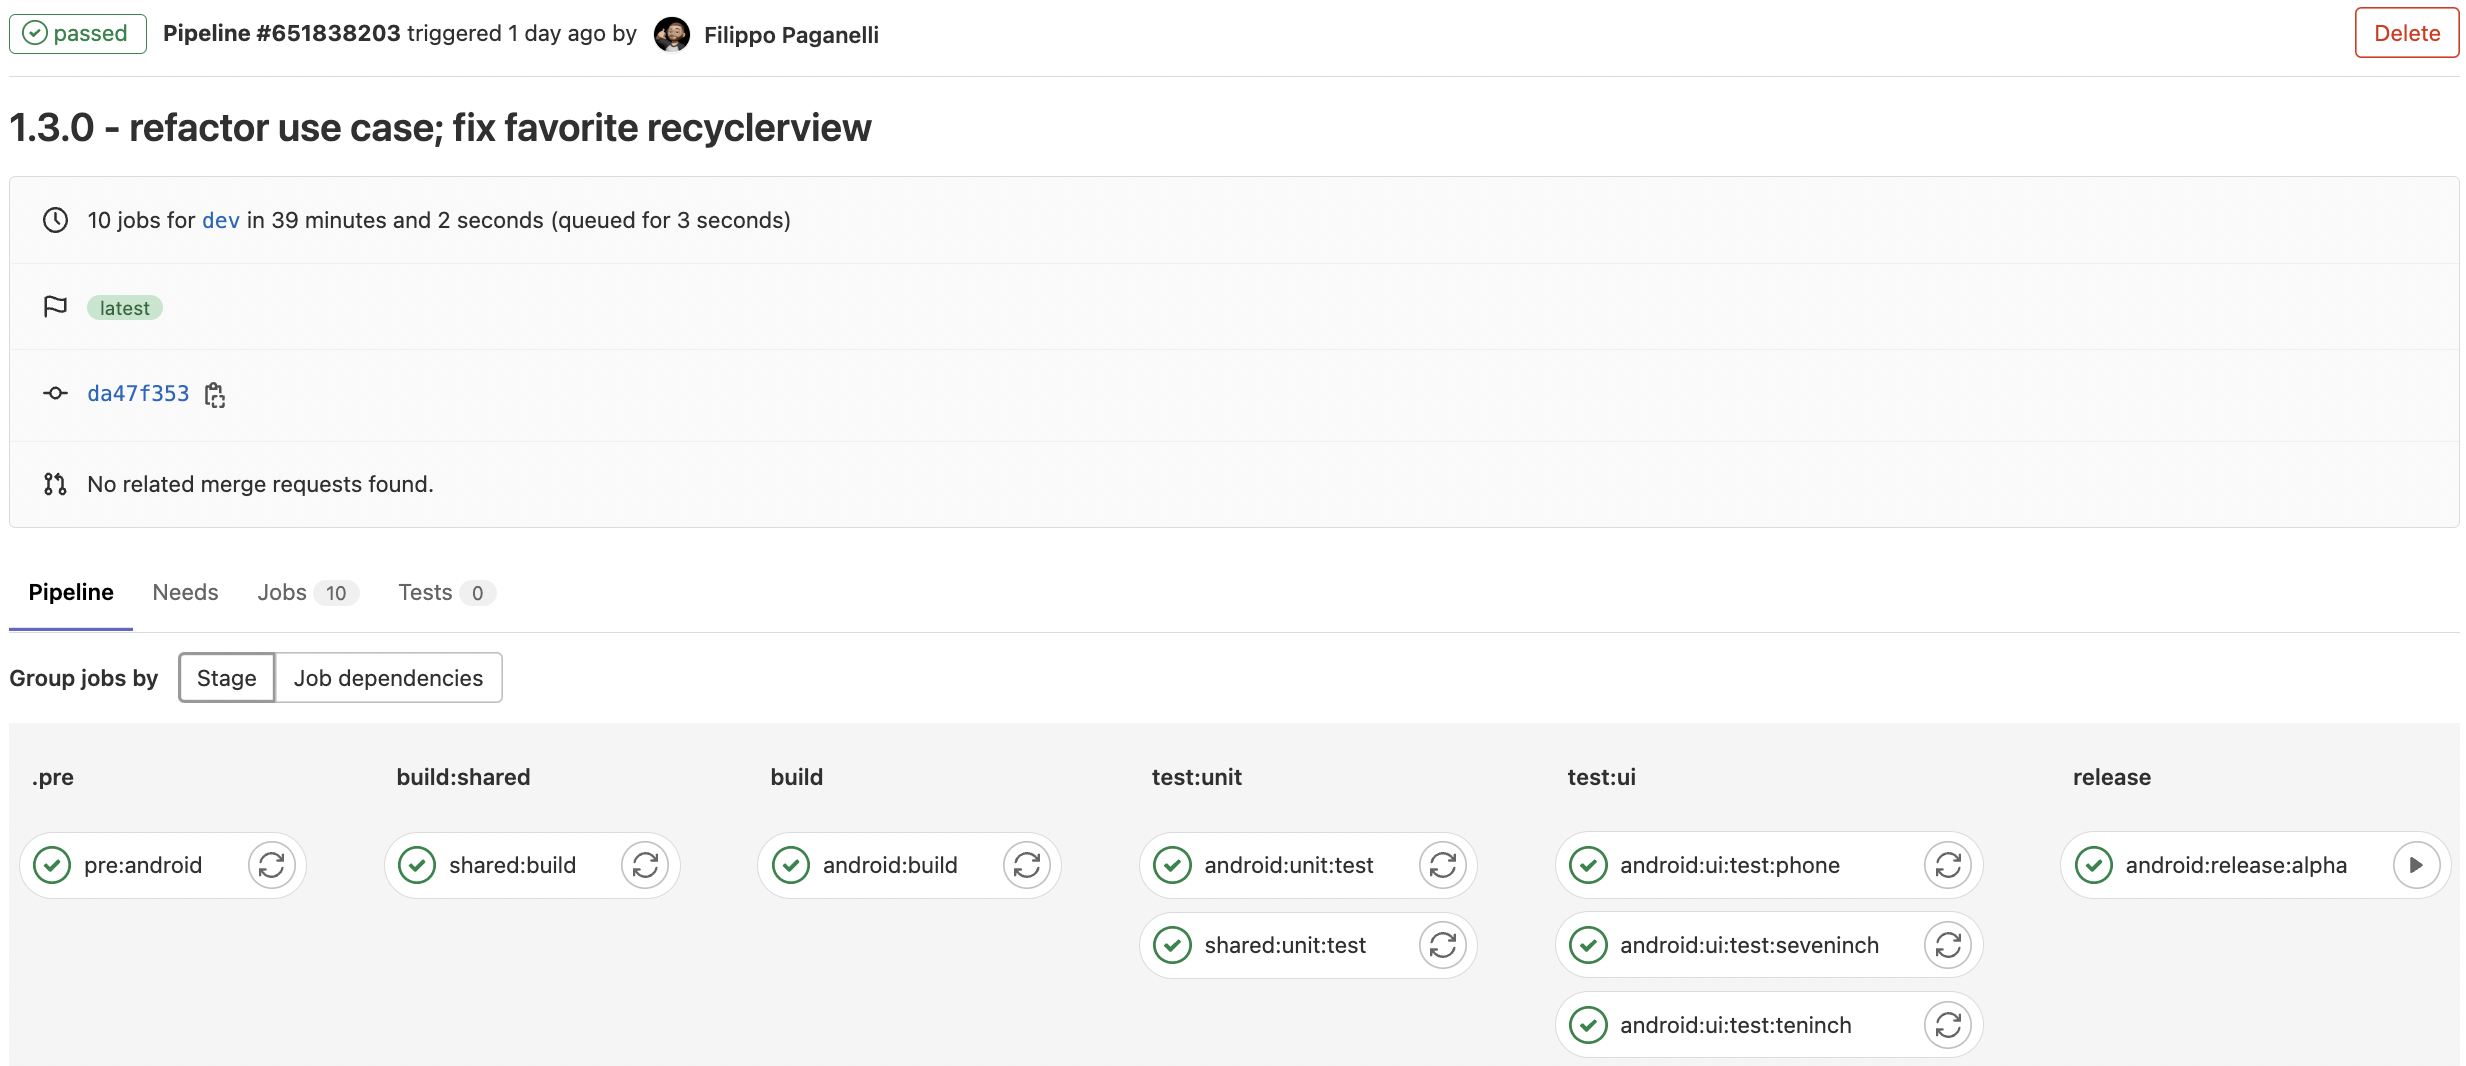 passed Pipeline #651838203 triggered 1 day ago by Filippo Paganelli Delete
1.3.0 - refactor use case; fix favorite recyclerview
10 jobs for dev in 39 minutes and 2 seconds (queued for 3 seconds)
latest
da47f353
No related merge requests found.
Pipeline Needs Jobs 10 Tests 0
Group jobs by Stage Job dependencies
.pre build:shared build test:unit test:ui release
pre:android shared:build android:build android:unit:test android:ui:test:phone android:release:alpha
shared:unit:test android:ui:test:seveninch
android:ui:test:teninch